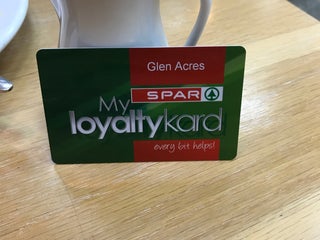 Glen Acres
SPAR
My
loyaltykard
every bit helps!